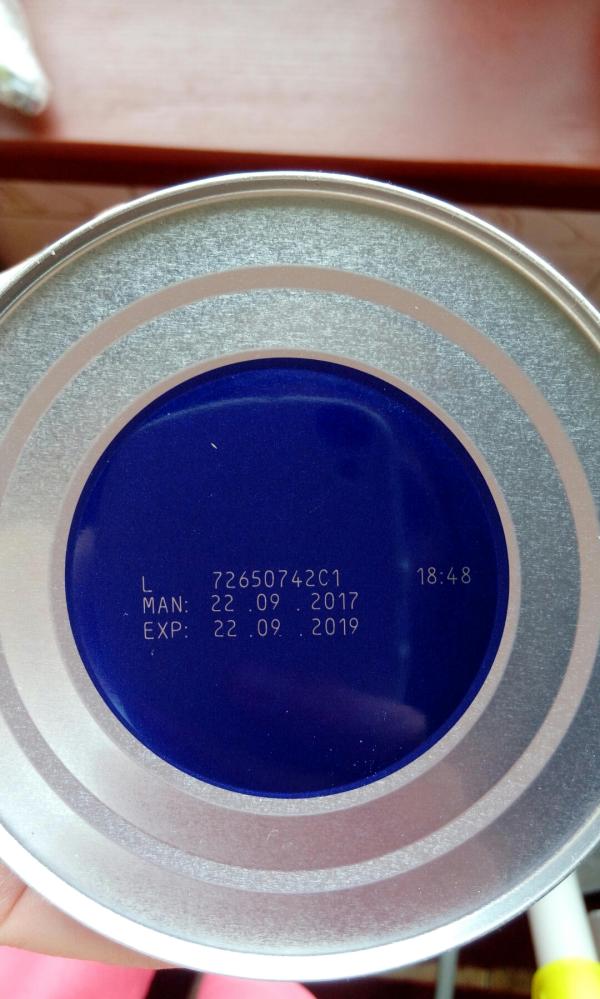 L 72650742C1 18:48
MAN: 22 .09 .2017
EXP: 22 .09 .2019